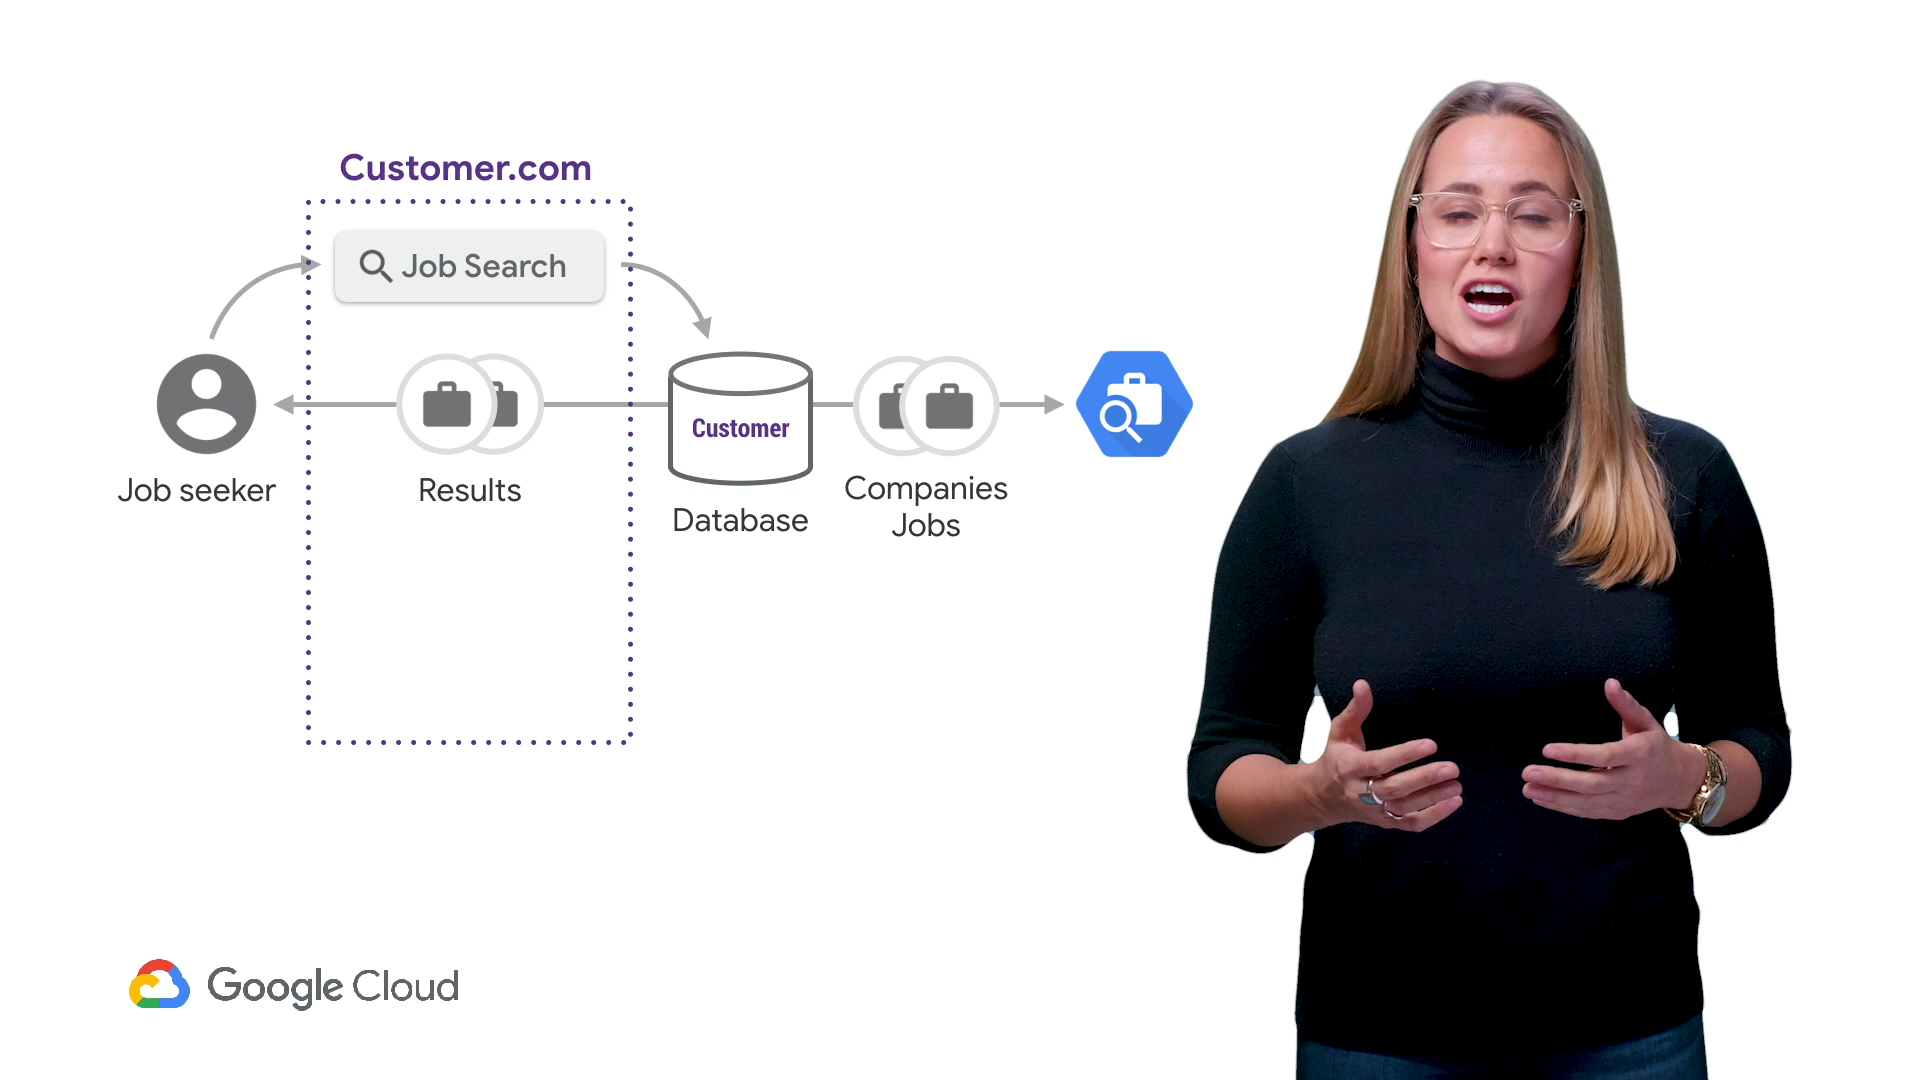 Customer.com
Job Search
Customer
Job seeker
Results
Database
Companies
Jobs
Google Cloud